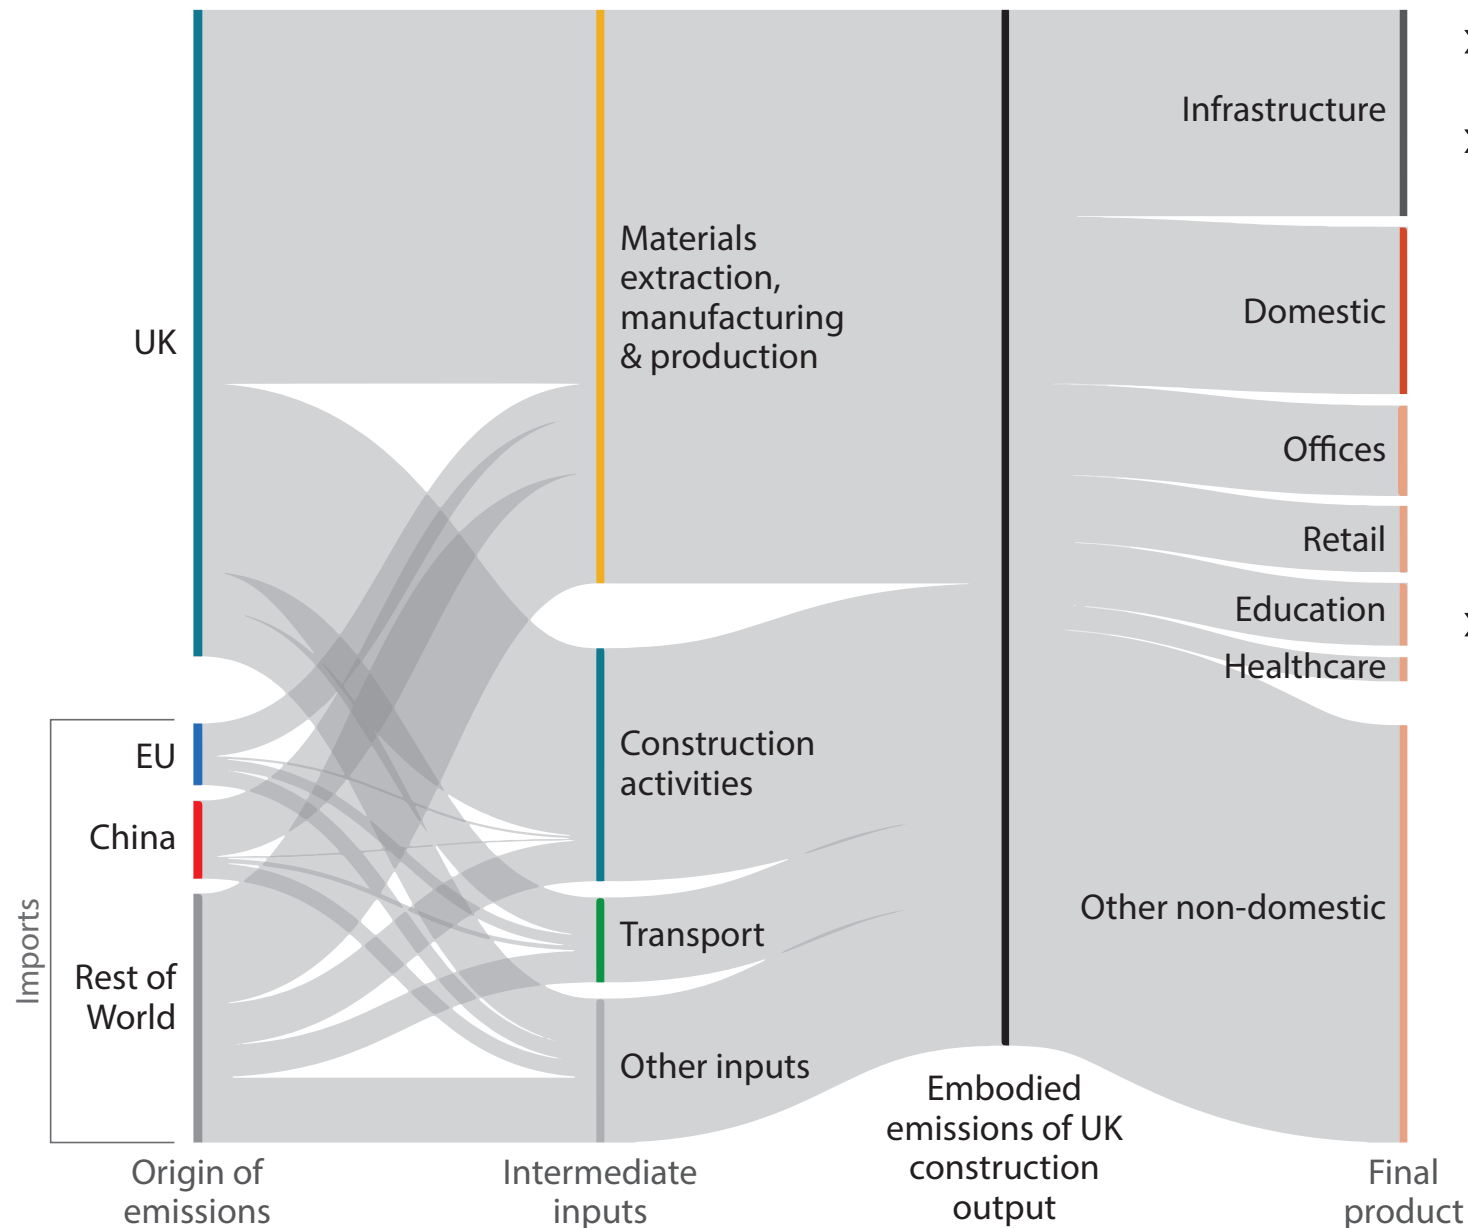 UK
EU
China
Rest of
World
Imports
Origin of
emissions
Materials
extraction,
manufacturing
& production
Construction
activities
Transport
Other inputs
Intermediate
inputs
Embodied
emissions of UK
construction
output
Infrastructure
Domestic
Offices
Retail
Education
Healthcare
Other non-domestic
Final
product